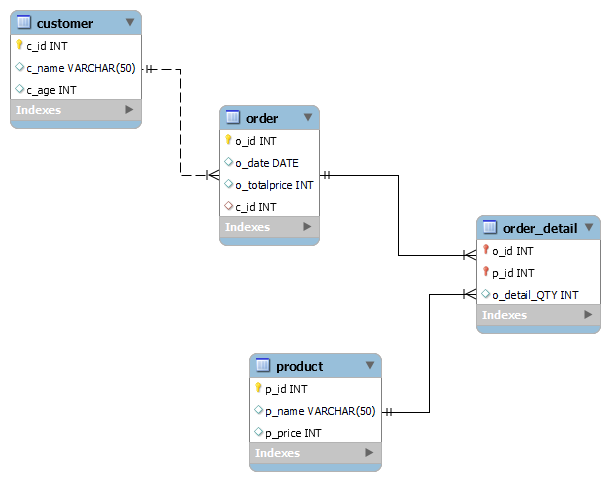 customer
c_id INT
c_name VARCHAR(50)
c_age INT
Indexes
order
o_id INT
o_date DATE
o_totalprice INT
c_id INT
Indexes
order_detail
o_id INT
p_id INT
o_detail_QTY INT
Indexes
product
p_id INT
p_name VARCHAR(50)
p_price INT
Indexes